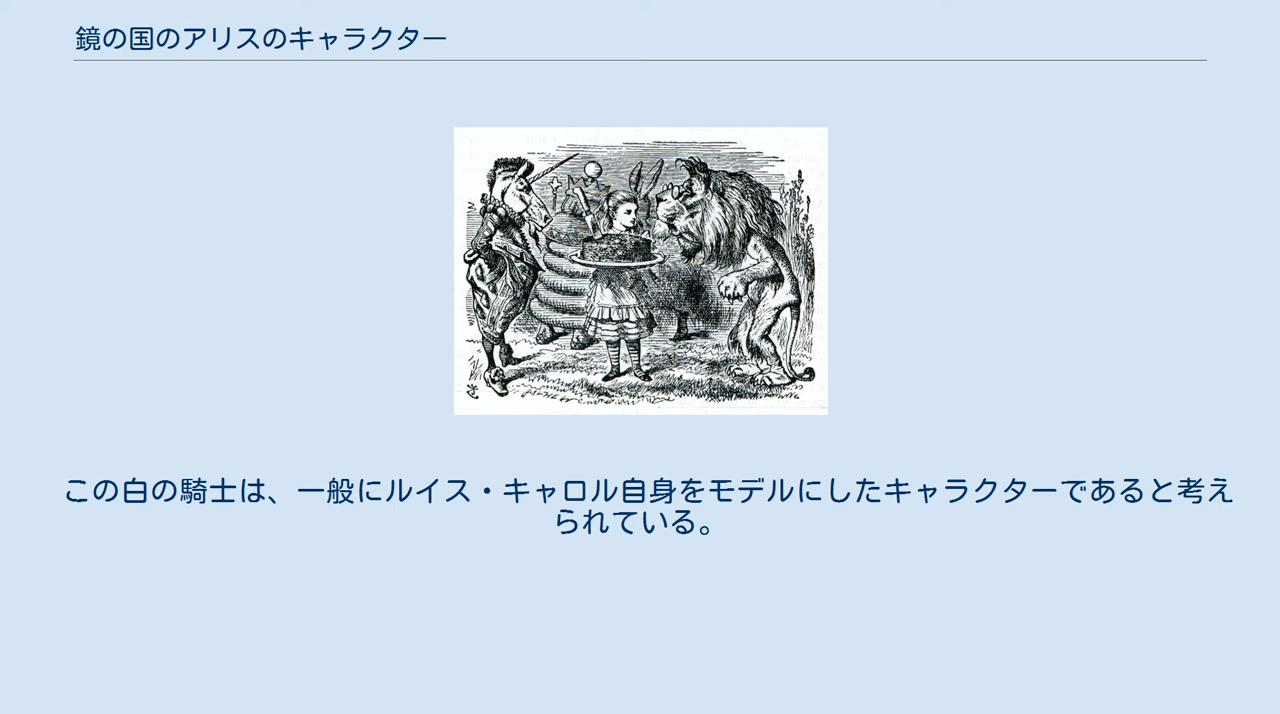 鏡の国のアリスのキャラクター
この白の騎士は、一般にルイス・キャロル自身をモデルにしたキャラクターであると考え
られている。